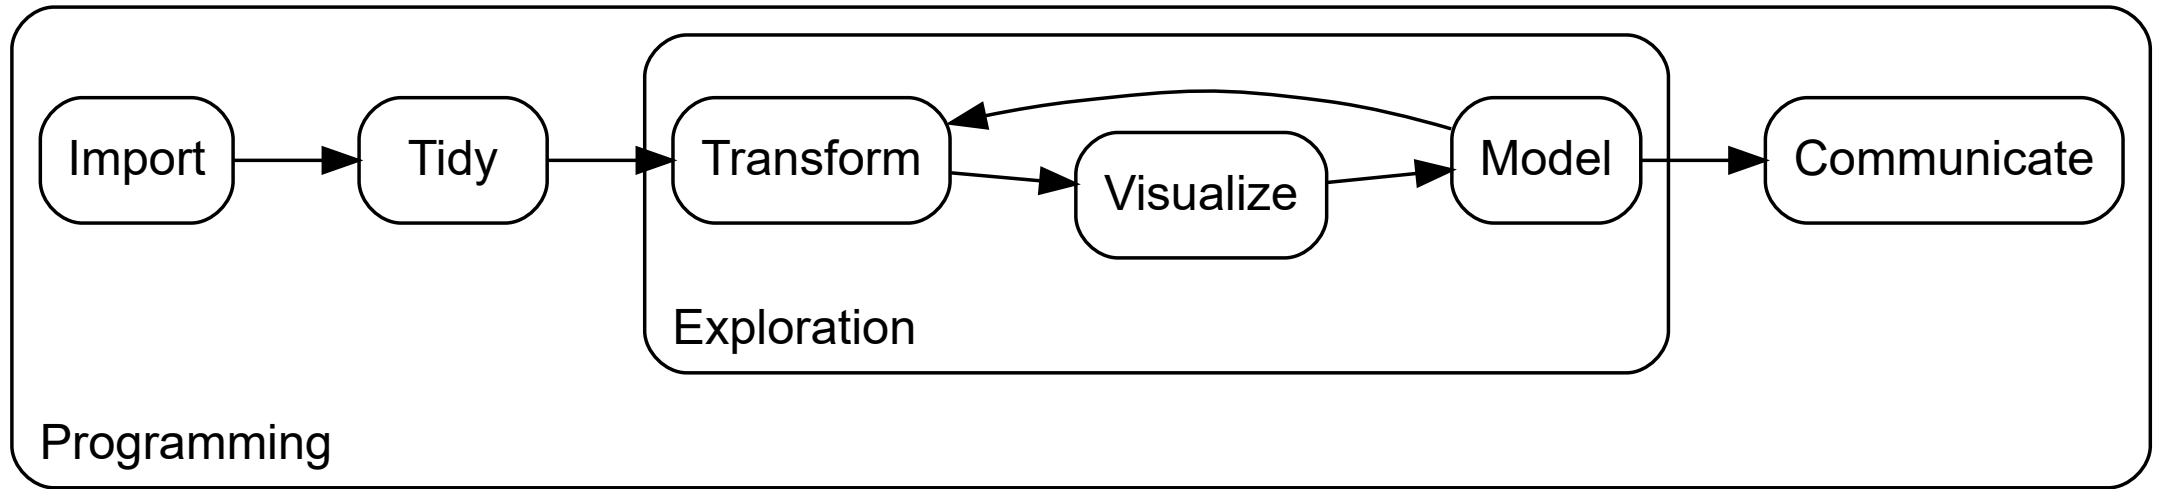 Import
Tidy
Transform
Visualize
Model
Communicate
Exploration
Programming